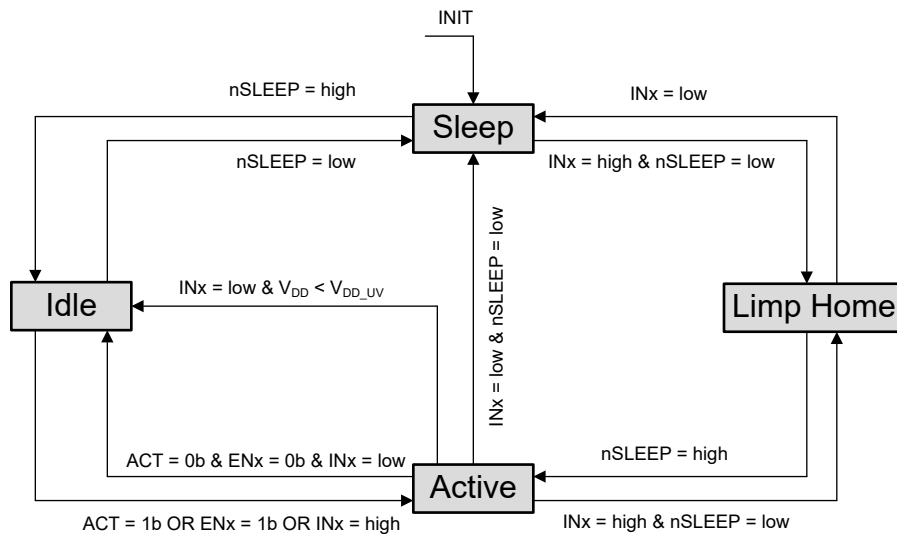 INIT
nSLEEP = high
INx = low
Sleep
nSLEEP = low
INx = high & nSLEEP = low
INx = low & nSLEEP = low
INx = low & V_DD < V_DD_UV
Idle
Limp Home
ACT = 0b & ENx = 0b & INx = low
nSLEEP = high
Active
ACT = 1b OR ENx = 1b OR INx = high
INx = high & nSLEEP = low